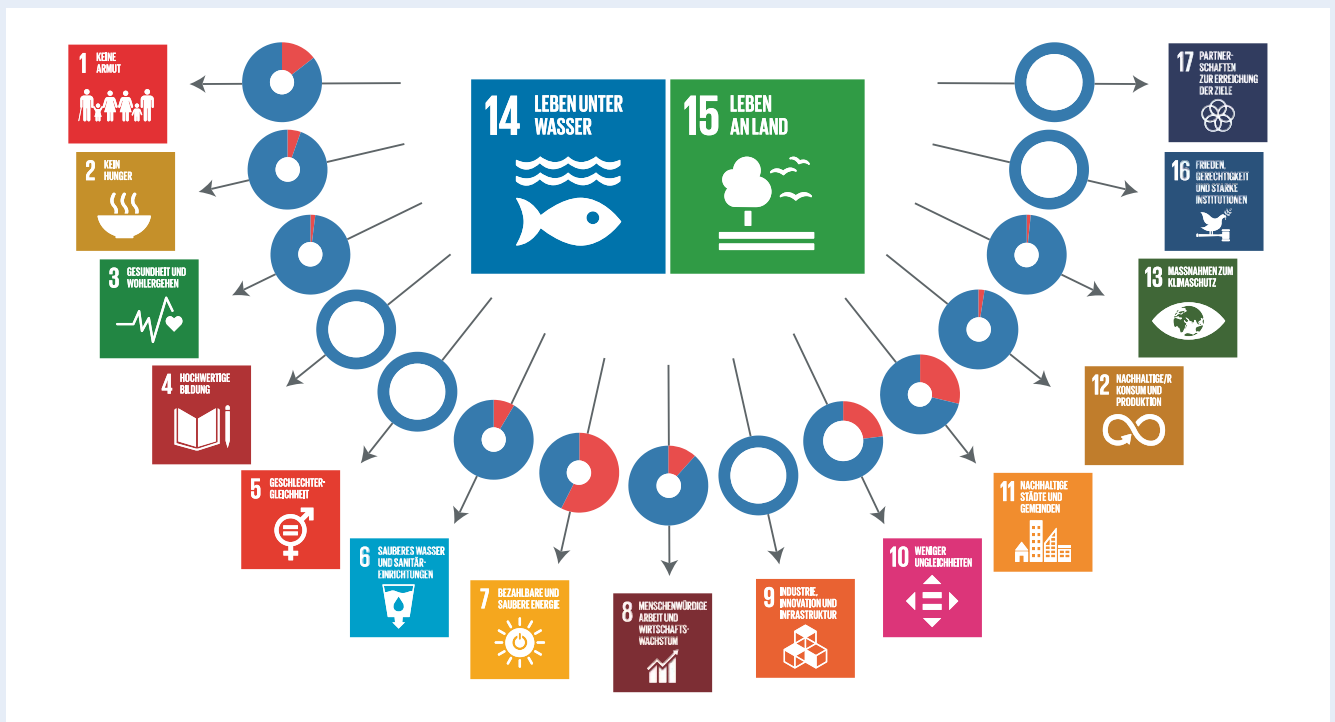 14 LEBEN UNTER
WASSER
15 LEBEN
AN LAND
1 KEINE
ARMUT
2 KEIN
HUNGER
3 GESUNDHEIT UND
WOHLERGEHEN
4 HOCHWERTIGE
BILDUNG
5 GESCHLECHTER-
GLEICHHEIT
6 SAUBERES WASSER
UND SANITÄR-
EINRICHTUNGEN
7 BEZAHLBARE UND
SAUBERE ENERGIE
8 MENSCHENWÜRDIGE
ARBEIT UND
WIRTSCHAFTS-
WACHSTUM
9 INDUSTRIE,
INNOVATION UND
INFRASTRUKTUR
10 WENIGER
UNGLEICHHEITEN
11 NACHHALTIGE
STÄDTE UND
GEMEINDEN
12 NACHHALTIGE/R
KONSUM UND
PRODUKTION
13 MASSNAHMEN ZUM
KLIMASCHUTZ
16 FRIEDEN,
GERECHTIGKEIT
UND STARKE
INSTITUTIONEN
17 PARTNER-
SCHAFTEN
ZUR ERREICHUNG
DER ZIELE